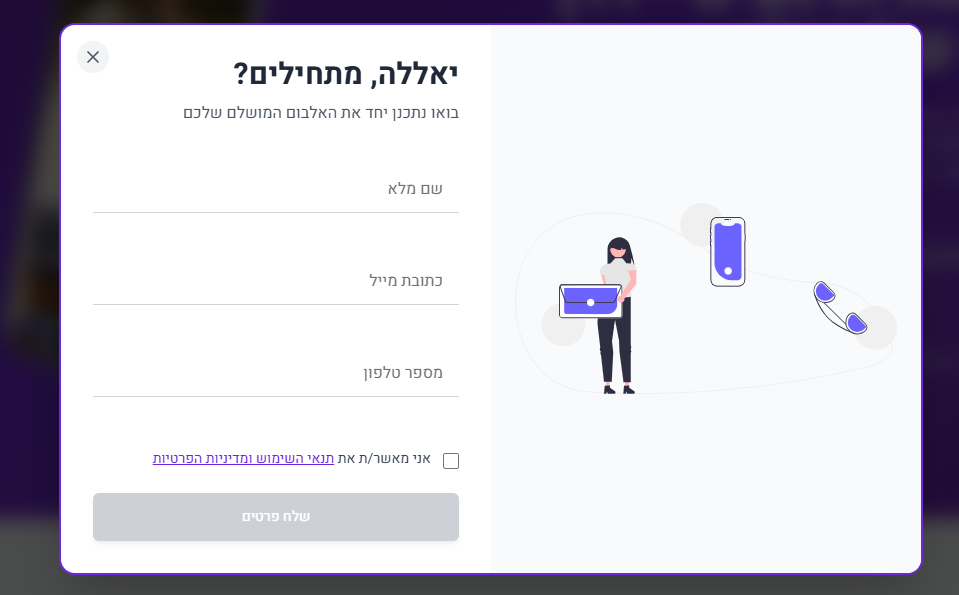 יאללה, מתחילים?
בואו נתכנן יחד את האלבום המושלם שלכם
שם מלא
כתובת מייל
מספר טלפון
אני מאשר/ת את תנאי השימוש ומדיניות הפרטיות
שלח פרטים